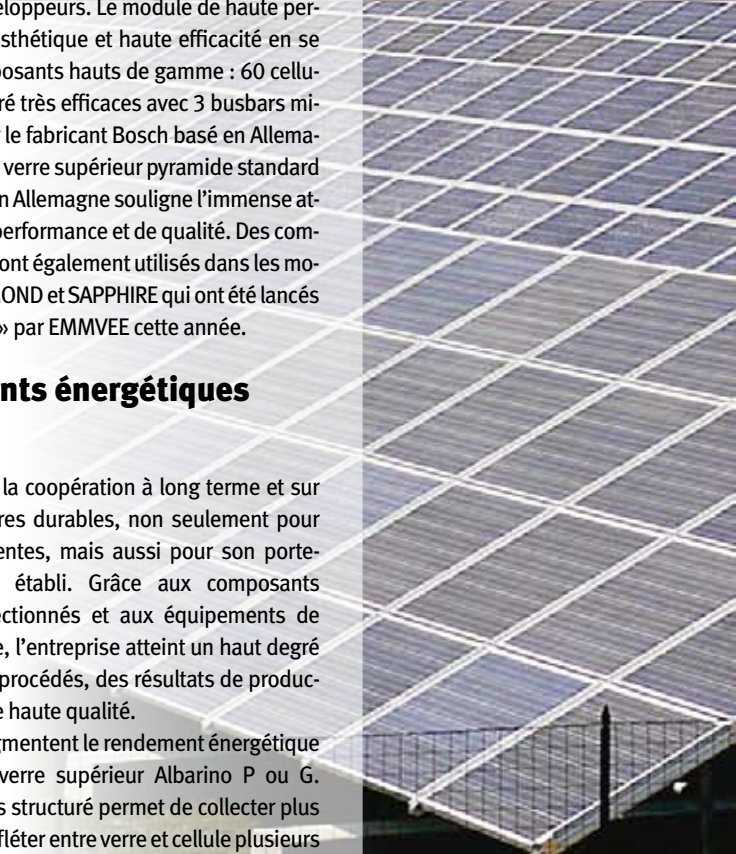 eloppeurs. Le module de haute per-
sthétique et haute efficacité en se
posants hauts de gamme : 60 cellu-
ré très efficaces avec 3 busbars mi-
le fabricant Bosch basé en Allema-
verre supérieur pyramide standard
n Allemagne souligne l'immense at-
performance et de qualité. Des com-
ont également utilisés dans les mo-
OND et SAPPHIRE qui ont été lancés
» par EMMVEE cette année.
nts énergétiques
la coopération à long terme et sur
res durables, non seulement pour
entes, mais aussi pour son porte-
établi. Grâce aux composants
ectionnés et aux équipements de
e, l'entreprise atteint un haut degré
procédés, des résultats de produc-
e haute qualité.
gmentent le rendement énergétique
verre supérieur Albarino P ou G.
s structuré permet de collecter plus
fléter entre verre et cellule plusieurs